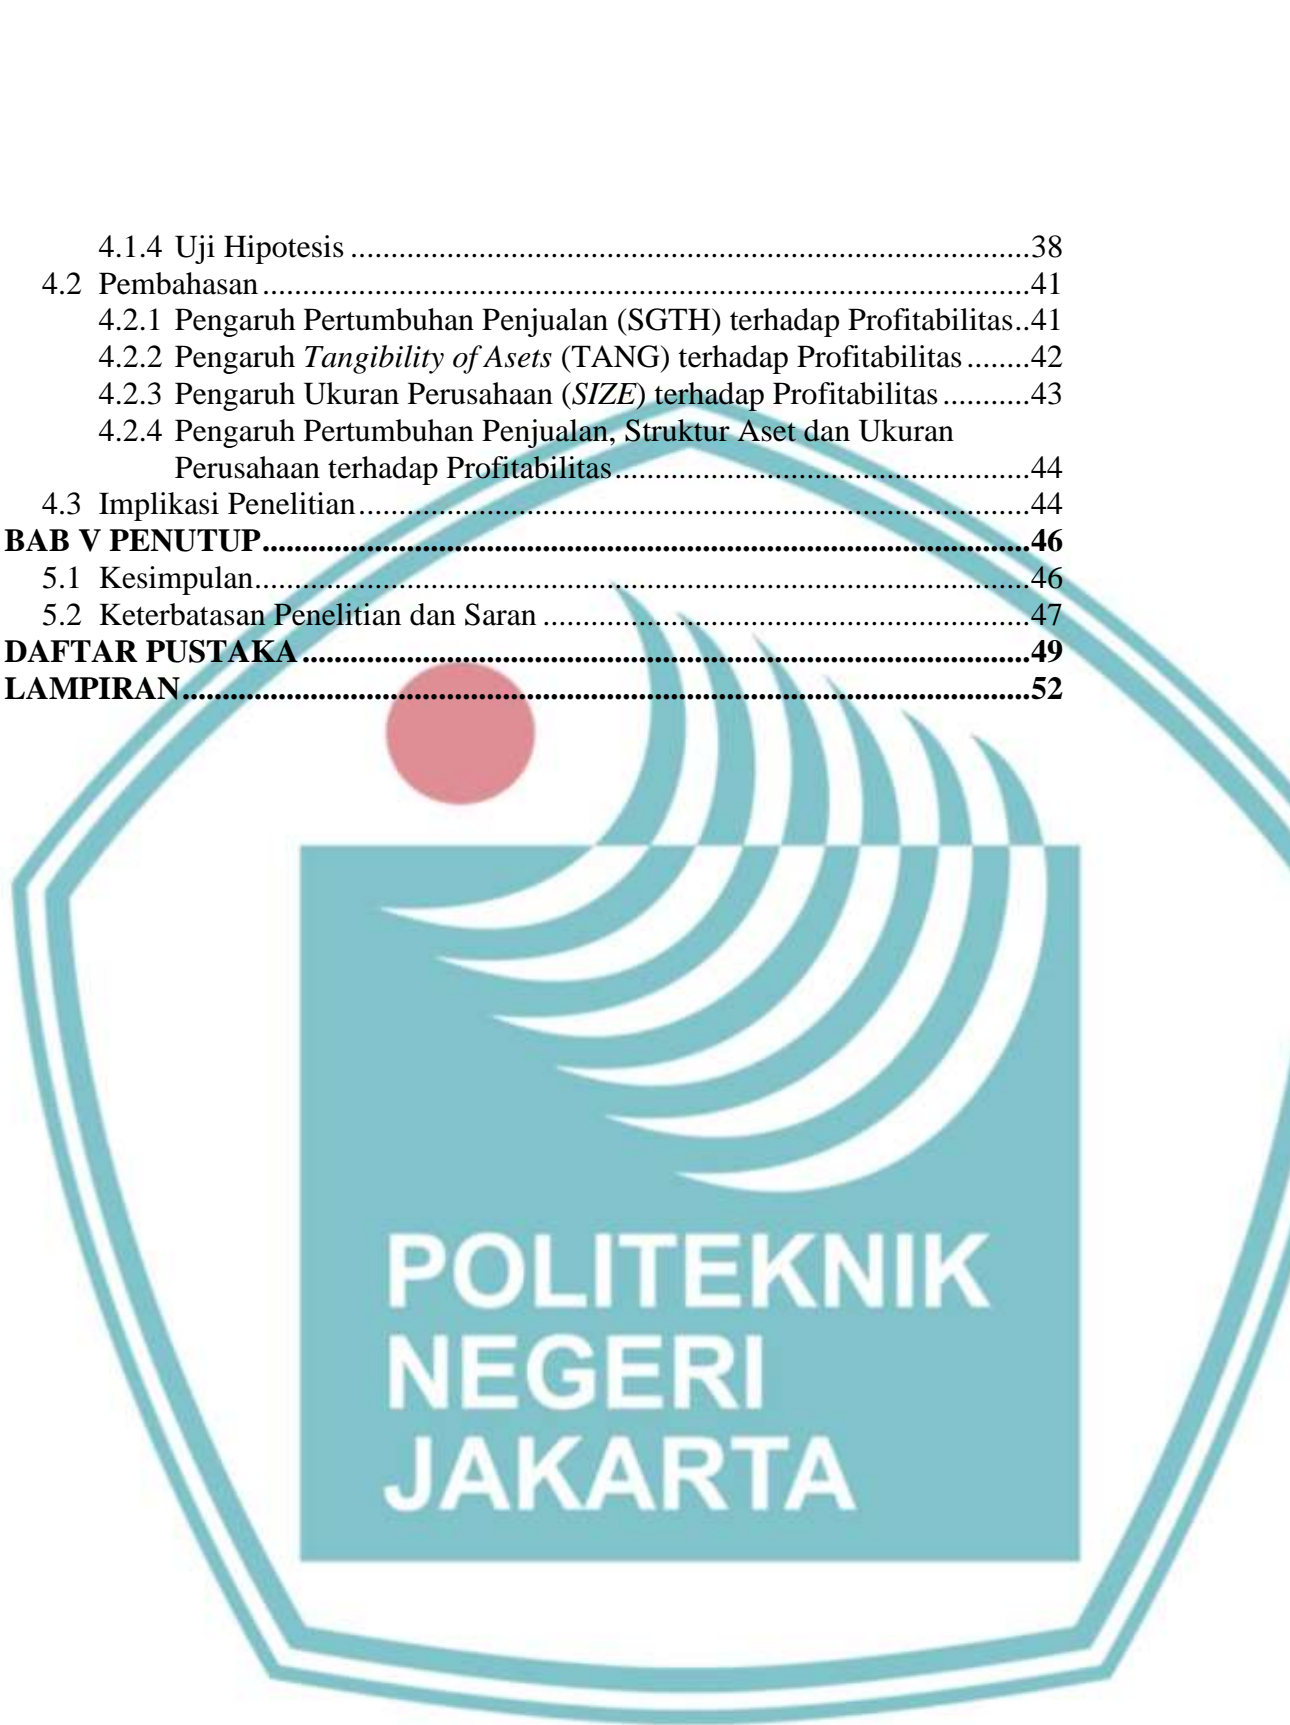 4.1.4 Uji Hipotesis ....................................................................................38
4.2 Pembahasan ................................................................................................41
4.2.1 Pengaruh Pertumbuhan Penjualan (SGTH) terhadap Profitabilitas..41
4.2.2 Pengaruh Tangibility of Asets (TANG) terhadap Profitabilitas ........42
4.2.3 Pengaruh Ukuran Perusahaan (SIZE) terhadap Profitabilitas ...........43
4.2.4 Pengaruh Pertumbuhan Penjualan, Struktur Aset dan Ukuran
Perusahaan terhadap Profitabilitas....................................................44
4.3 Implikasi Penelitian....................................................................................44
BAB V PENUTUP................................................................................................46
5.1 Kesimpulan.................................................................................................46
5.2 Keterbatasan Penelitian dan Saran .............................................................47
DAFTAR PUSTAKA ...........................................................................................49
LAMPIRAN..........................................................................................................52
POLITEKNIK
NEGERI
JAKARTA